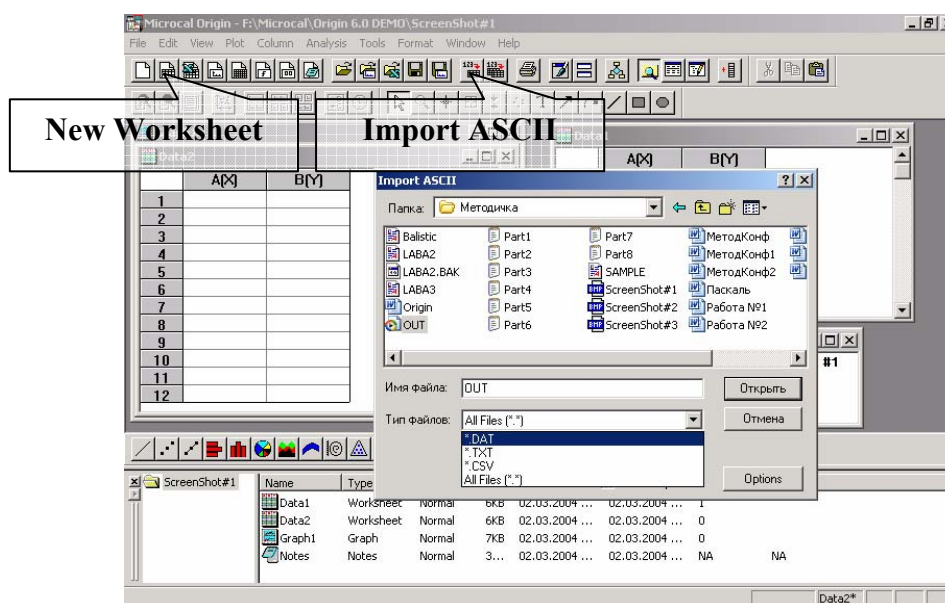 Microcal Origin - F:\Microcal\Origin 6.0 DEMO\ScreenShot#1
File Edit View Plot Column Analysis Tools Format Window Help
New Worksheet
Import ASCII
Data1
A(X) B(Y)
Data2
A(X) B(Y)
1
2
3
4
5
6
7
8
9
10
11
12
Import ASCII
Папка: Методичка
Balistic Part1 Part7 МетодКонф
LABA2 Part2 Part8 МетодКонф1
LABA2.BAK Part3 SAMPLE МетодКонф2
LABA3 Part4 ScreenShot#1 Паскаль
Origin Part5 ScreenShot#2 Работа №1
OUT Part6 ScreenShot#3 Работа №2
#1
Имя файла: OUT Открыть
Тип файлов: All Files (*.*) Отмена
*.DAT
*.TXT
*.CSV
All Files (*.*)
Options
ScreenShot#1
Name Type
Data1 Worksheet Normal 6KB 02.03.2004 ... 02.03.2004 ... 1
Data2 Worksheet Normal 6KB 02.03.2004 ... 02.03.2004 ... 0
Graph1 Graph Normal 7KB 02.03.2004 ... 02.03.2004 ... 0
Notes Notes Normal 3... 02.03.2004 ... 02.03.2004 ... NA NA
Data2*